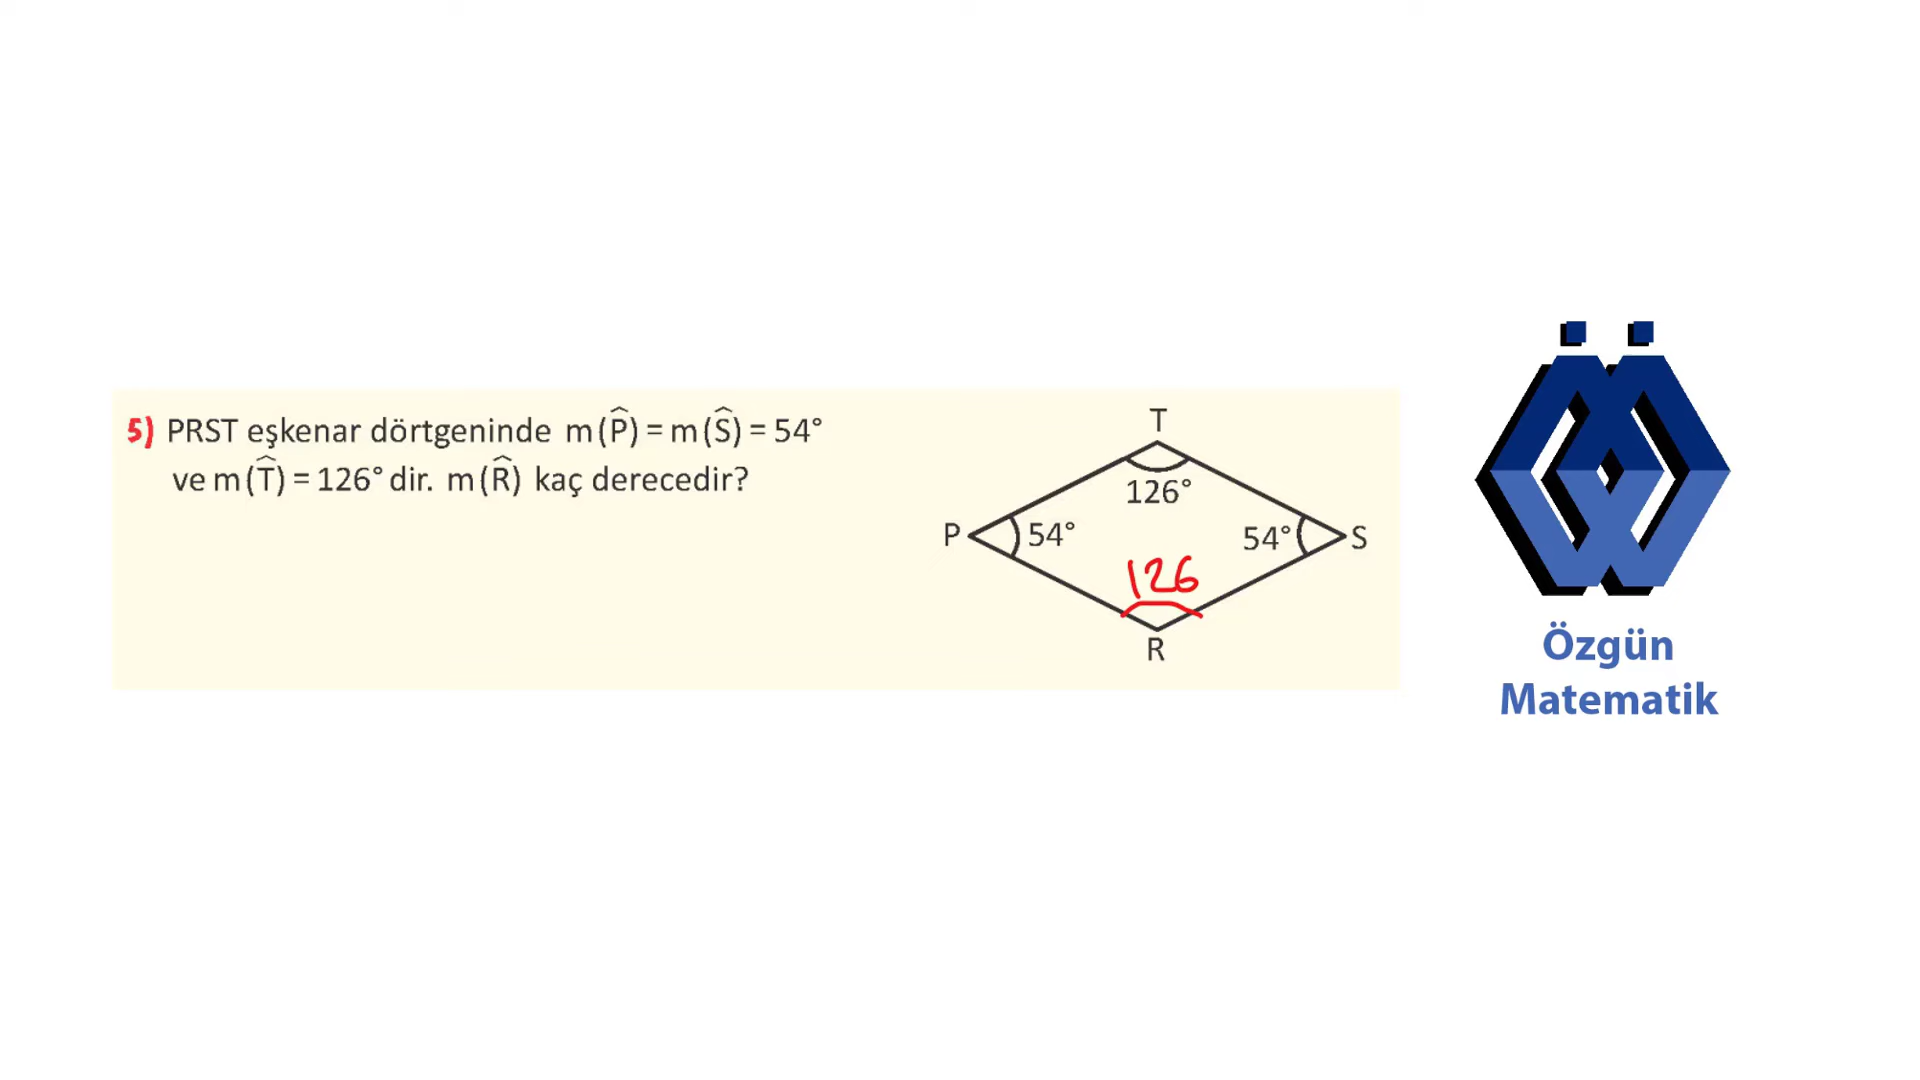 5) PRST eşkenar dörtgeninde m(P̂) = m(Ŝ) = 54°
ve m(T̂) = 126° dir. m(R̂) kaç derecedir?
T
126°
P
54°
54°
S
126
R
Özgün
Matematik